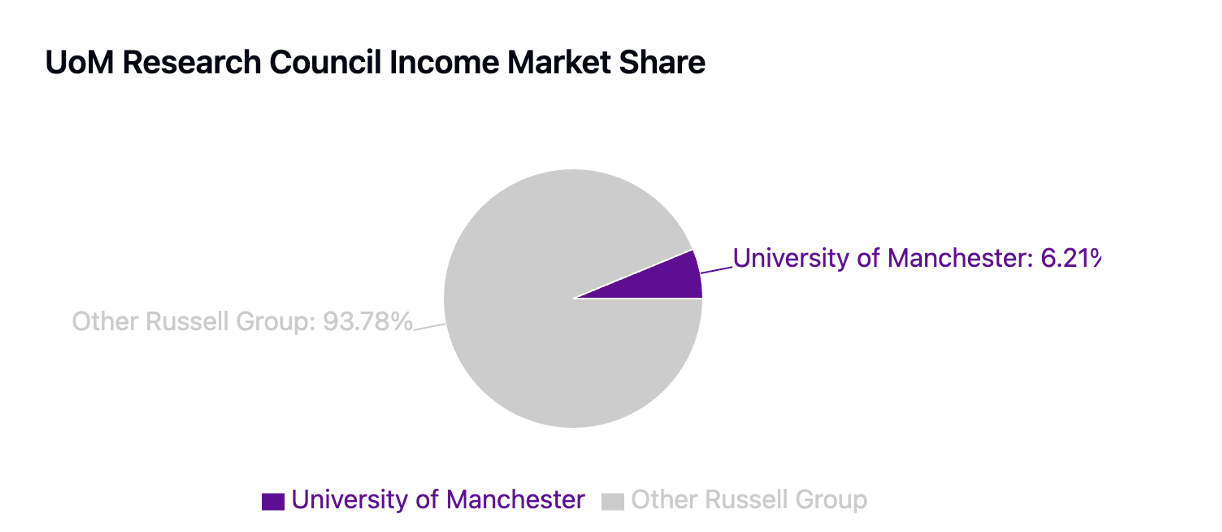 UoM Research Council Income Market Share
University of Manchester: 6.21%
Other Russell Group: 93.78%
University of Manchester
Other Russell Group